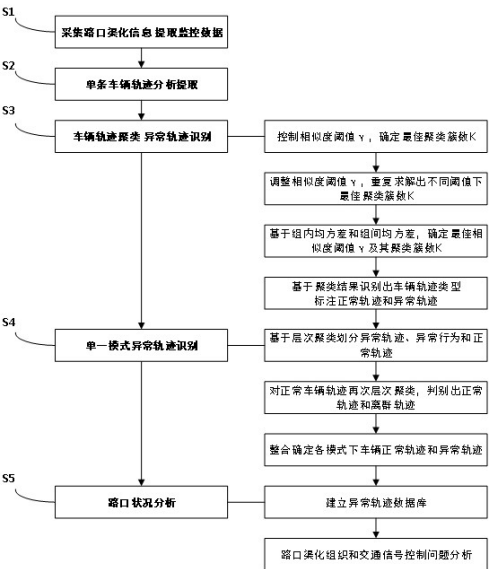 S1
采集路口渠化信息 提取监控数据
S2
单条车辆轨迹分析提取
S3
车辆轨迹聚类 异常轨迹识别
控制相似度阈值γ，确定最佳聚类簇数K
调整相似度阈值γ，重复求解出不同阈值下
最佳聚类簇数K
基于组内均方差和组间均方差，确定最佳相
似度阈值γ及其聚类簇数K
基于聚类结果识别出车辆轨迹类型
标注正常轨迹和异常轨迹
S4
单一模式异常轨迹识别
基于层次聚类划分异常轨迹、异常行为和正
常轨迹
对正常车辆轨迹再次层次聚类，判别出正常
轨迹和离群轨迹
整合确定各模式下车辆正常轨迹和异常轨迹
S5
路口状况分析
建立异常轨迹数据库
路口渠化组织和交通信号控制问题分析